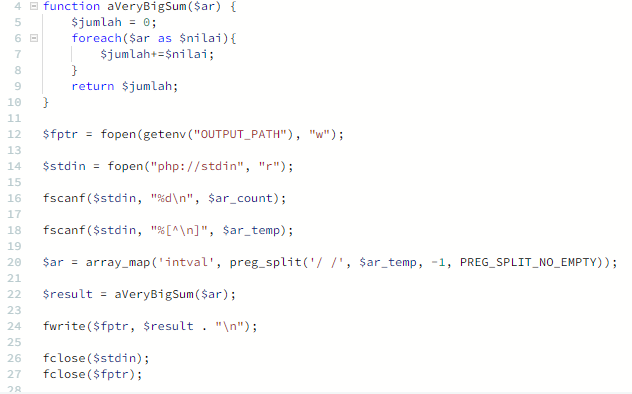 4 function aVeryBigSum($ar) {
5 $jumlah = 0;
6 foreach($ar as $nilai){
7 $jumlah+=$nilai;
8 }
9 return $jumlah;
10 }
11
12 $fptr = fopen(getenv("OUTPUT_PATH"), "w");
13
14 $stdin = fopen("php://stdin", "r");
15
16 fscanf($stdin, "%d\n", $ar_count);
17
18 fscanf($stdin, "%[^\n]", $ar_temp);
19
20 $ar = array_map('intval', preg_split('/ /', $ar_temp, -1, PREG_SPLIT_NO_EMPTY));
21
22 $result = aVeryBigSum($ar);
23
24 fwrite($fptr, $result . "\n");
25
26 fclose($stdin);
27 fclose($fptr);
28